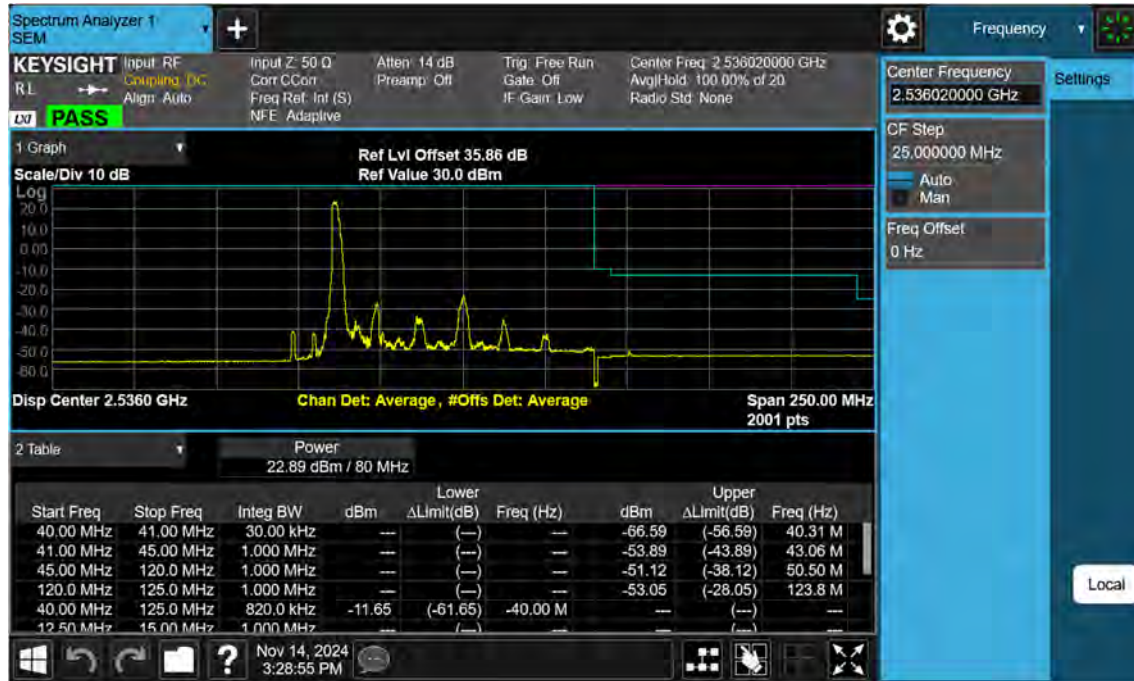 Spectrum Analyzer 1
SEM
+
Frequency
KEYSIGHT
Input: RF
Input Z: 50 Ω
Atten: 14 dB
Trig: Free Run
Center Freq: 2.536020000 GHz
RL
Coupling: DC
Corr CCorr
Preamp: Off
Gate: Off
Avg|Hold: 100.00% of 20
Align: Auto
Freq Ref: Int (S)
IF Gain: Low
Radio Std: None
NFE: Adaptive
LXI
PASS
Center Frequency
2.536020000 GHz
Settings
CF Step
25.000000 MHz
Auto
Man
Freq Offset
0 Hz
1 Graph
Ref Lvl Offset 35.86 dB
Scale/Div 10 dB
Ref Value 30.0 dBm
Log
20.0
10.0
0.00
-10.0
-20.0
-30.0
-40.0
-50.0
-60.0
Disp Center 2.5360 GHz
Chan Det: Average, #Offs Det: Average
Span 250.00 MHz
2001 pts
2 Table
Power
22.89 dBm / 80 MHz
Lower Upper
Start Freq Stop Freq Integ BW dBm ΔLimit(dB) Freq (Hz) dBm ΔLimit(dB) Freq (Hz)
40.00 MHz 41.00 MHz 30.00 kHz --- (---) --- -66.59 (-56.59) 40.31 M
41.00 MHz 45.00 MHz 1.000 MHz --- (---) --- -53.89 (-43.89) 43.06 M
45.00 MHz 120.0 MHz 1.000 MHz --- (---) --- -51.12 (-38.12) 50.50 M
120.0 MHz 125.0 MHz 1.000 MHz --- (---) --- -53.05 (-28.05) 123.8 M
40.00 MHz 125.0 MHz 820.0 kHz -11.65 (-61.65) -40.00 M --- (---) ---
12.50 MHz 15.00 MHz 1.000 MHz --- (---) --- --- (---) ---
Local
?
Nov 14, 2024
3:28:55 PM